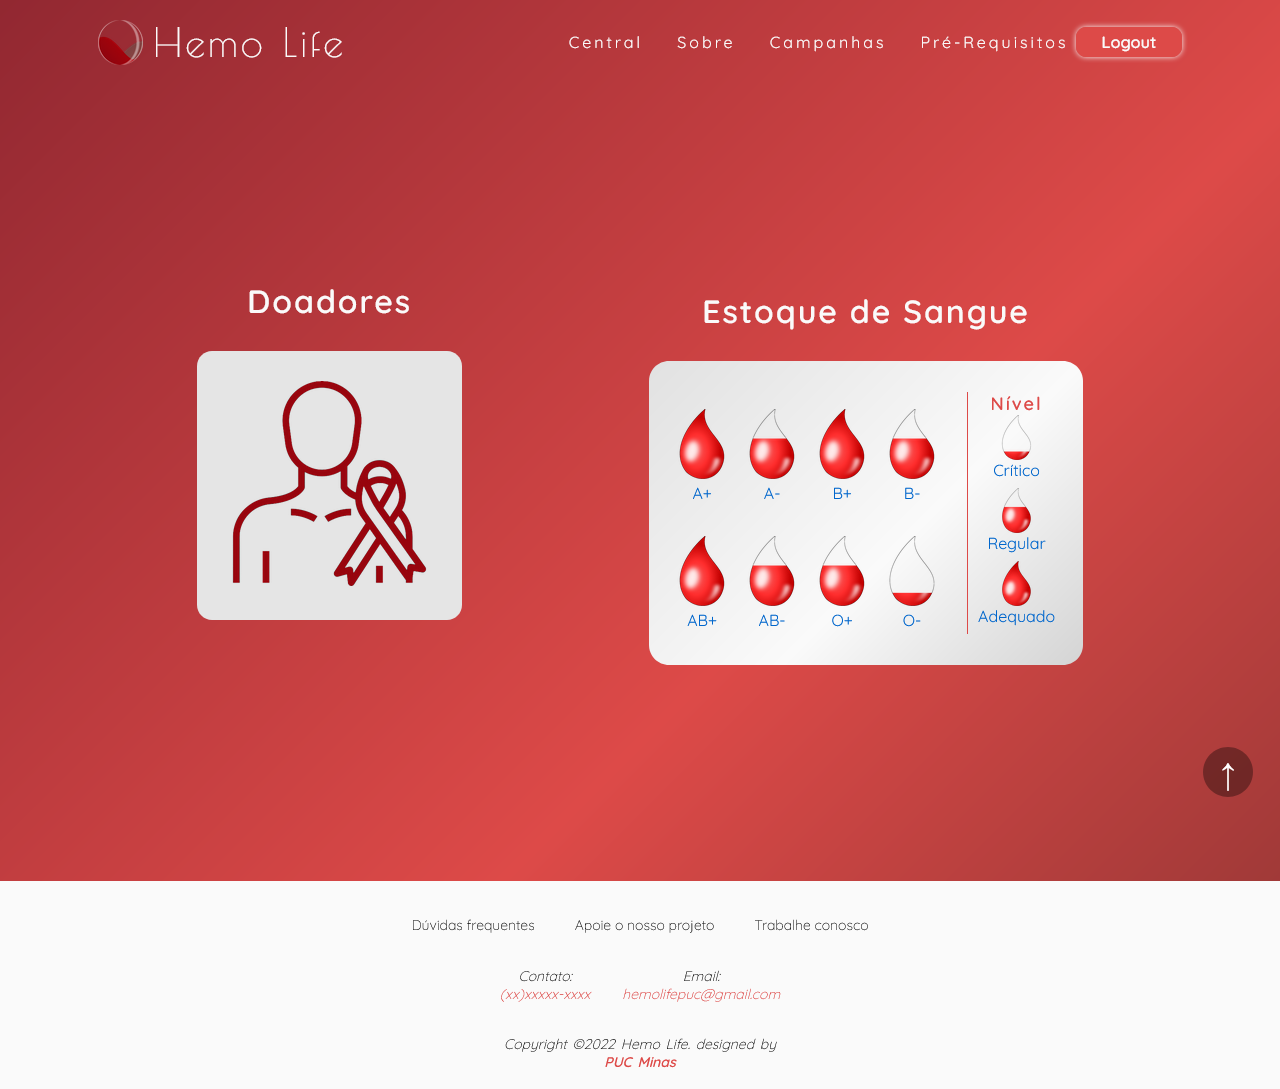 Hemo Life
Central Sobre Campanhas Pré-Requisitos Logout
Doadores
Estoque de Sangue
A+ A- B+ B-
AB+ AB- O+ O-
Nível
Crítico
Regular
Adequado
↑
Dúvidas frequentes Apoie o nosso projeto Trabalhe conosco
Contato: Email:
(xx)xxxxx-xxxx hemolifepuc@gmail.com
Copyright ©2022 Hemo Life. designed by
PUC Minas